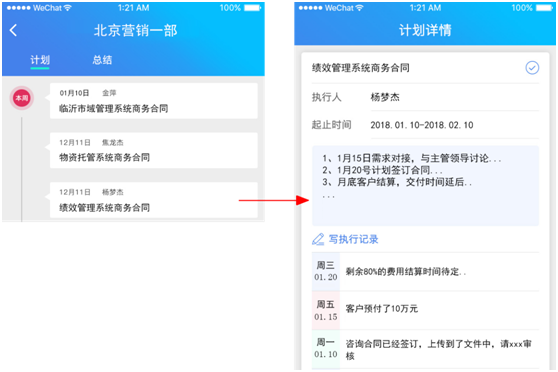 WeChat
1:21 AM
100%
北京营销一部
计划
总结
本周
01月10日 金萍
临沂市域管理系统商务合同
12月11日 焦龙杰
物资托管系统商务合同
12月11日 杨梦杰
绩效管理系统商务合同
WeChat
1:21 AM
100%
计划详情
绩效管理系统商务合同
执行人 杨梦杰
起止时间 2018.01.10-2018.02.10
1、1月15日需求对接，与主管领导讨论...
2、1月20号计划签订合同...
3、月底客户结算，交付时间延后..
...
写执行记录
周三
01.20
剩余80%的费用结算时间待定..
周五
01.15
客户预付了10万元
周一
01.10
咨询合同已经签订，上传到了文件中，请xxx审
核